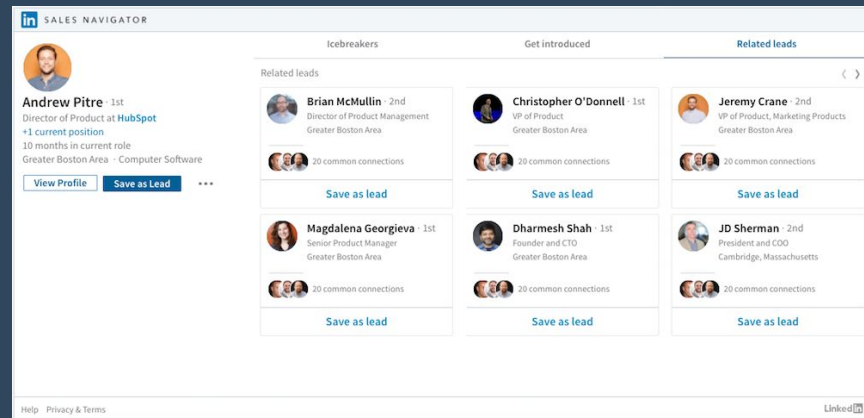 in SALES NAVIGATOR
Icebreakers
Get introduced
Related leads
Andrew Pitre · 1st
Director of Product at HubSpot
+1 current position
10 months in current role
Greater Boston Area · Computer Software
View Profile
Save as Lead
Related leads
Brian McMullin · 2nd
Director of Product Management
Greater Boston Area
20 common connections
Save as lead
Christopher O'Donnell · 1st
VP of Product
Greater Boston Area
20 common connections
Save as lead
Jeremy Crane · 2nd
VP of Product, Marketing Products
Greater Boston Area
20 common connections
Save as lead
Magdalena Georgieva · 1st
Senior Product Manager
Greater Boston Area
20 common connections
Save as lead
Dharmesh Shah · 1st
Founder and CTO
Greater Boston Area
20 common connections
Save as lead
JD Sherman · 2nd
President and COO
Cambridge, Massachusetts
20 common connections
Save as lead
Help Privacy & Terms
Linkedin